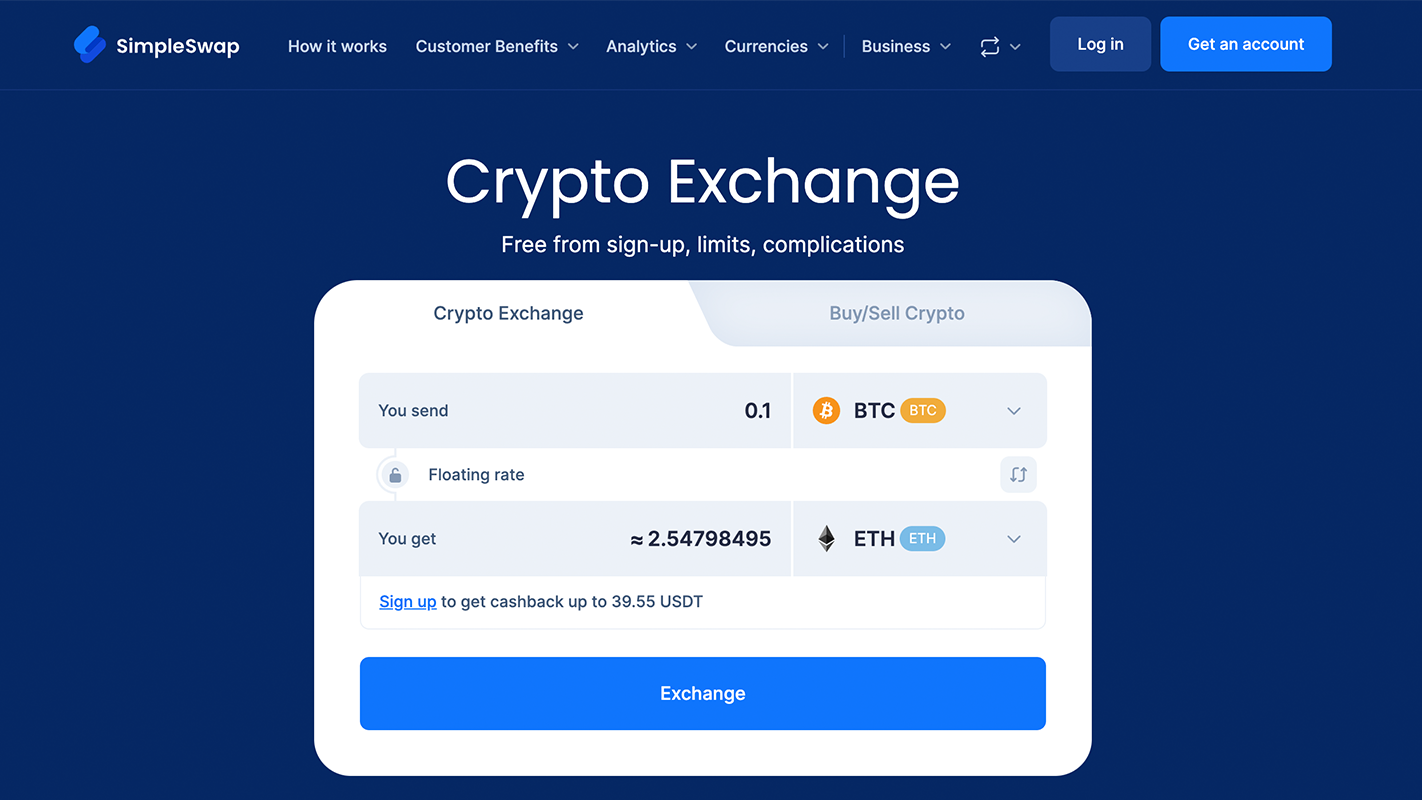 SimpleSwap How it works Customer Benefits Analytics Currencies Business Log in Get an account
Crypto Exchange
Free from sign-up, limits, complications
Crypto Exchange Buy/Sell Crypto
You send 0.1 BTC BTC
Floating rate
You get ≈ 2.54798495 ETH ETH
Sign up to get cashback up to 39.55 USDT
Exchange